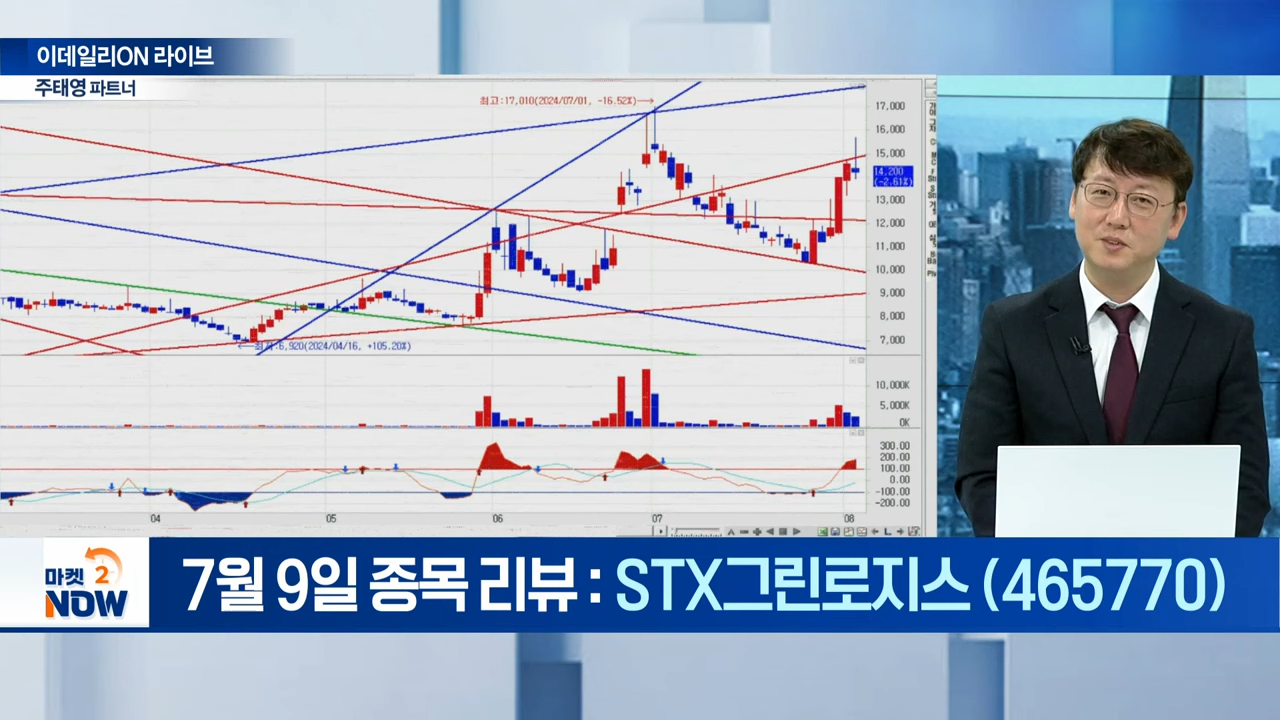 이데일리ON 라이브
주태영 파트너
최고:17,010(2024/07/01, -16.52%)→
17,000
16,000
15,000
14,200
(-2.61%)
13,000
12,000
11,000
10,000
9,000
8,000
7,000
←최저:6,920(2024/04/16, +105.20%)
10,000K
5,000K
0K
300.00
200.00
100.00
0.00
-100.00
-200.00
04 05 06 07 08
마켓 2
NOW
7월 9일 종목 리뷰 : STX그린로지스 (465770)